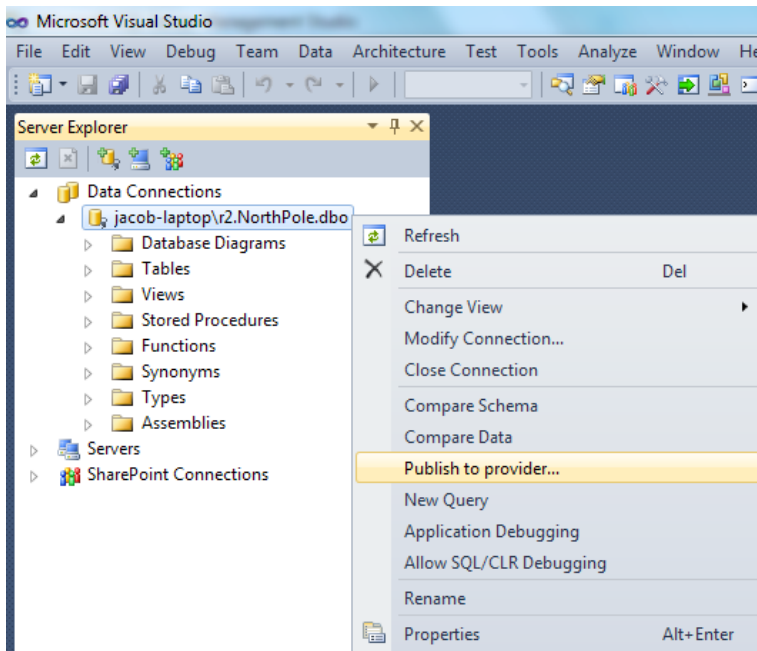 Microsoft Visual Studio
File Edit View Debug Team Data Architecture Test Tools Analyze Window He
Server Explorer
Data Connections
jacob-laptop\r2.NorthPole.dbo
Database Diagrams
Tables
Views
Stored Procedures
Functions
Synonyms
Types
Assemblies
Servers
SharePoint Connections
Refresh
Delete Del
Change View
Modify Connection...
Close Connection
Compare Schema
Compare Data
Publish to provider...
New Query
Application Debugging
Allow SQL/CLR Debugging
Rename
Properties Alt+Enter